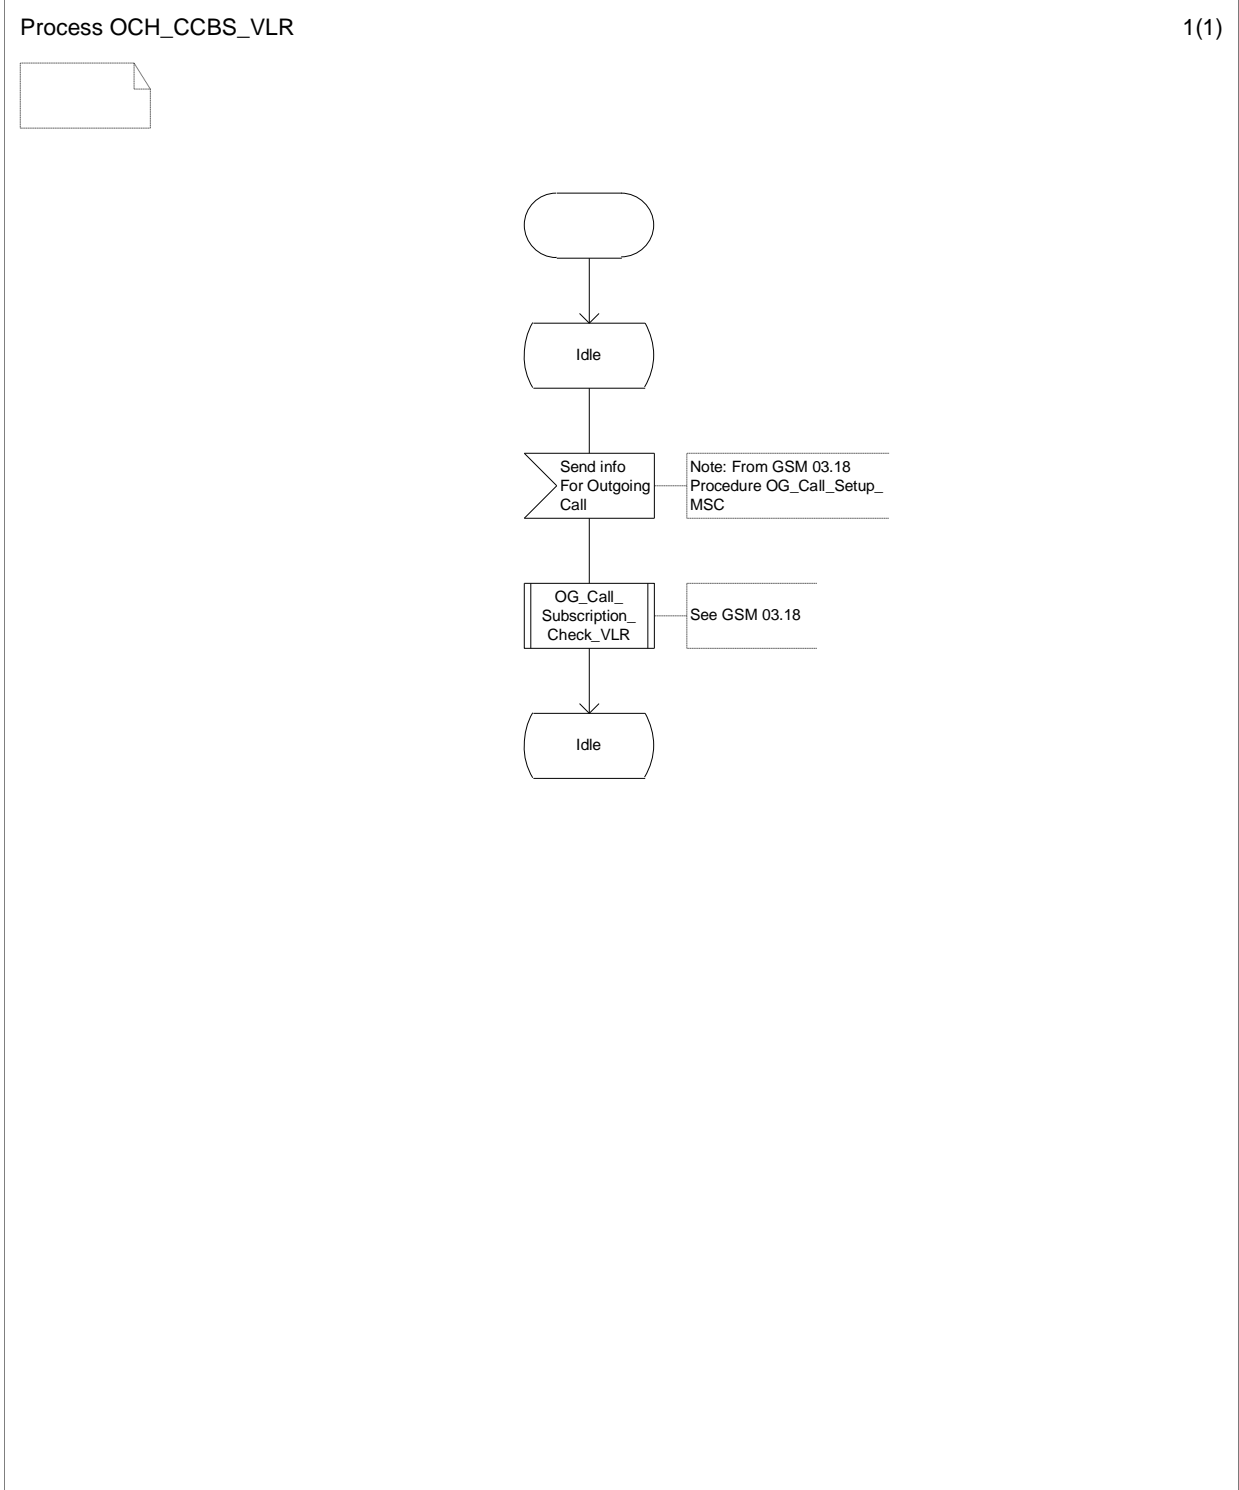 Process OCH_CCBS_VLR
1(1)
Idle
Send info
For Outgoing
Call
Note: From GSM 03.18
Procedure OG_Call_Setup_
MSC
OG_Call_
Subscription_
Check_VLR
See GSM 03.18
Idle